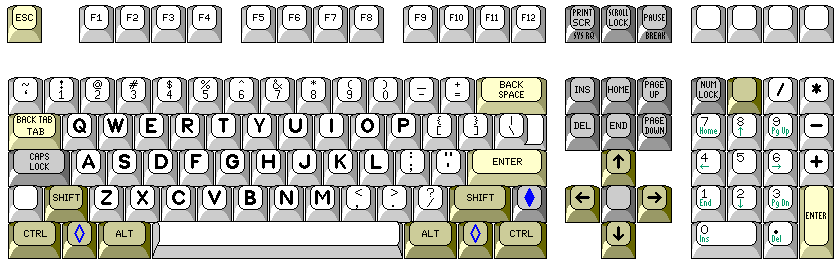 ESC F1 F2 F3 F4 F5 F6 F7 F8 F9 F10 F11 F12 PRINT SCROLL PAUSE
SCR LOCK
SYS RQ BREAK
~ ! @ # $ % ^ & * ( ) _ + BACK INS HOME PAGE NUM / *
` 1 2 3 4 5 6 7 8 9 0 - = SPACE UP LOCK
BACK TAB Q W E R T Y U I O P { } | DEL END PAGE 7 8 9 -
TAB [ ] \ DOWN Home ↑ Pg Up
CAPS A S D F G H J K L : " ENTER ↑ 4 5 6 +
LOCK ; ' ← →
SHIFT Z X C V B N M < > ? SHIFT ← → 1 2 3 ENTER
, . / End ↓ Pg Dn
CTRL ALT ALT CTRL ↓ 0 .
Ins Del